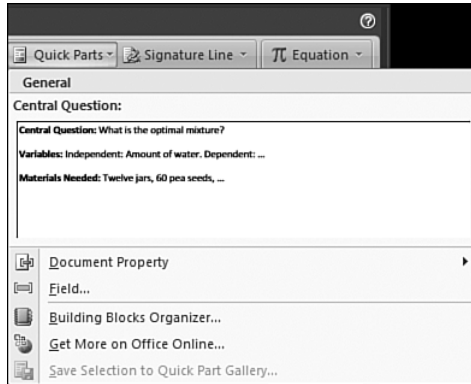 Quick Parts Signature Line π Equation
General
Central Question:
Central Question: What is the optimal mixture?
Variables: Independent: Amount of water. Dependent: ...
Materials Needed: Twelve jars, 60 pea seeds, ...
Document Property
Field...
Building Blocks Organizer...
Get More on Office Online...
Save Selection to Quick Part Gallery...